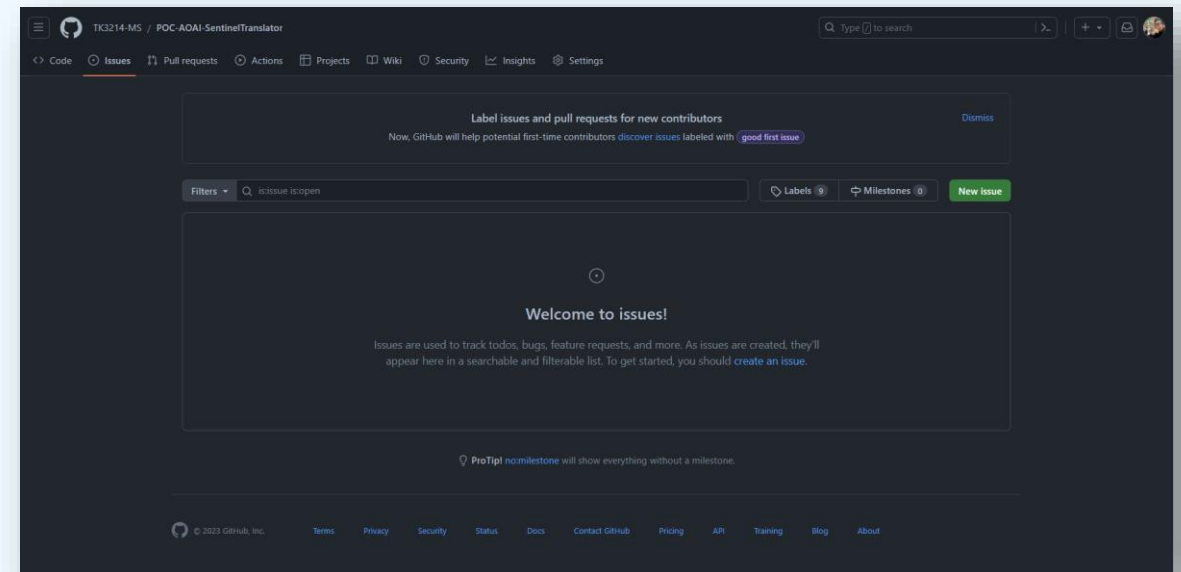 TK3214-MS / POC-AOAI-SentinelTranslator
Type / to search
Code Issues Pull requests Actions Projects Wiki Security Insights Settings
Label issues and pull requests for new contributors
Dismiss
Now, GitHub will help potential first-time contributors discover issues labeled with good first issue
Filters is:issue is:open Labels 9 Milestones 0 New issue
Welcome to issues!
Issues are used to track todos, bugs, feature requests, and more. As issues are created, they'll
appear here in a searchable and filterable list. To get started, you should create an issue.
ProTip! no:milestone will show everything without a milestone.
© 2023 GitHub, Inc. Terms Privacy Security Status Docs Contact GitHub Pricing API Training Blog About